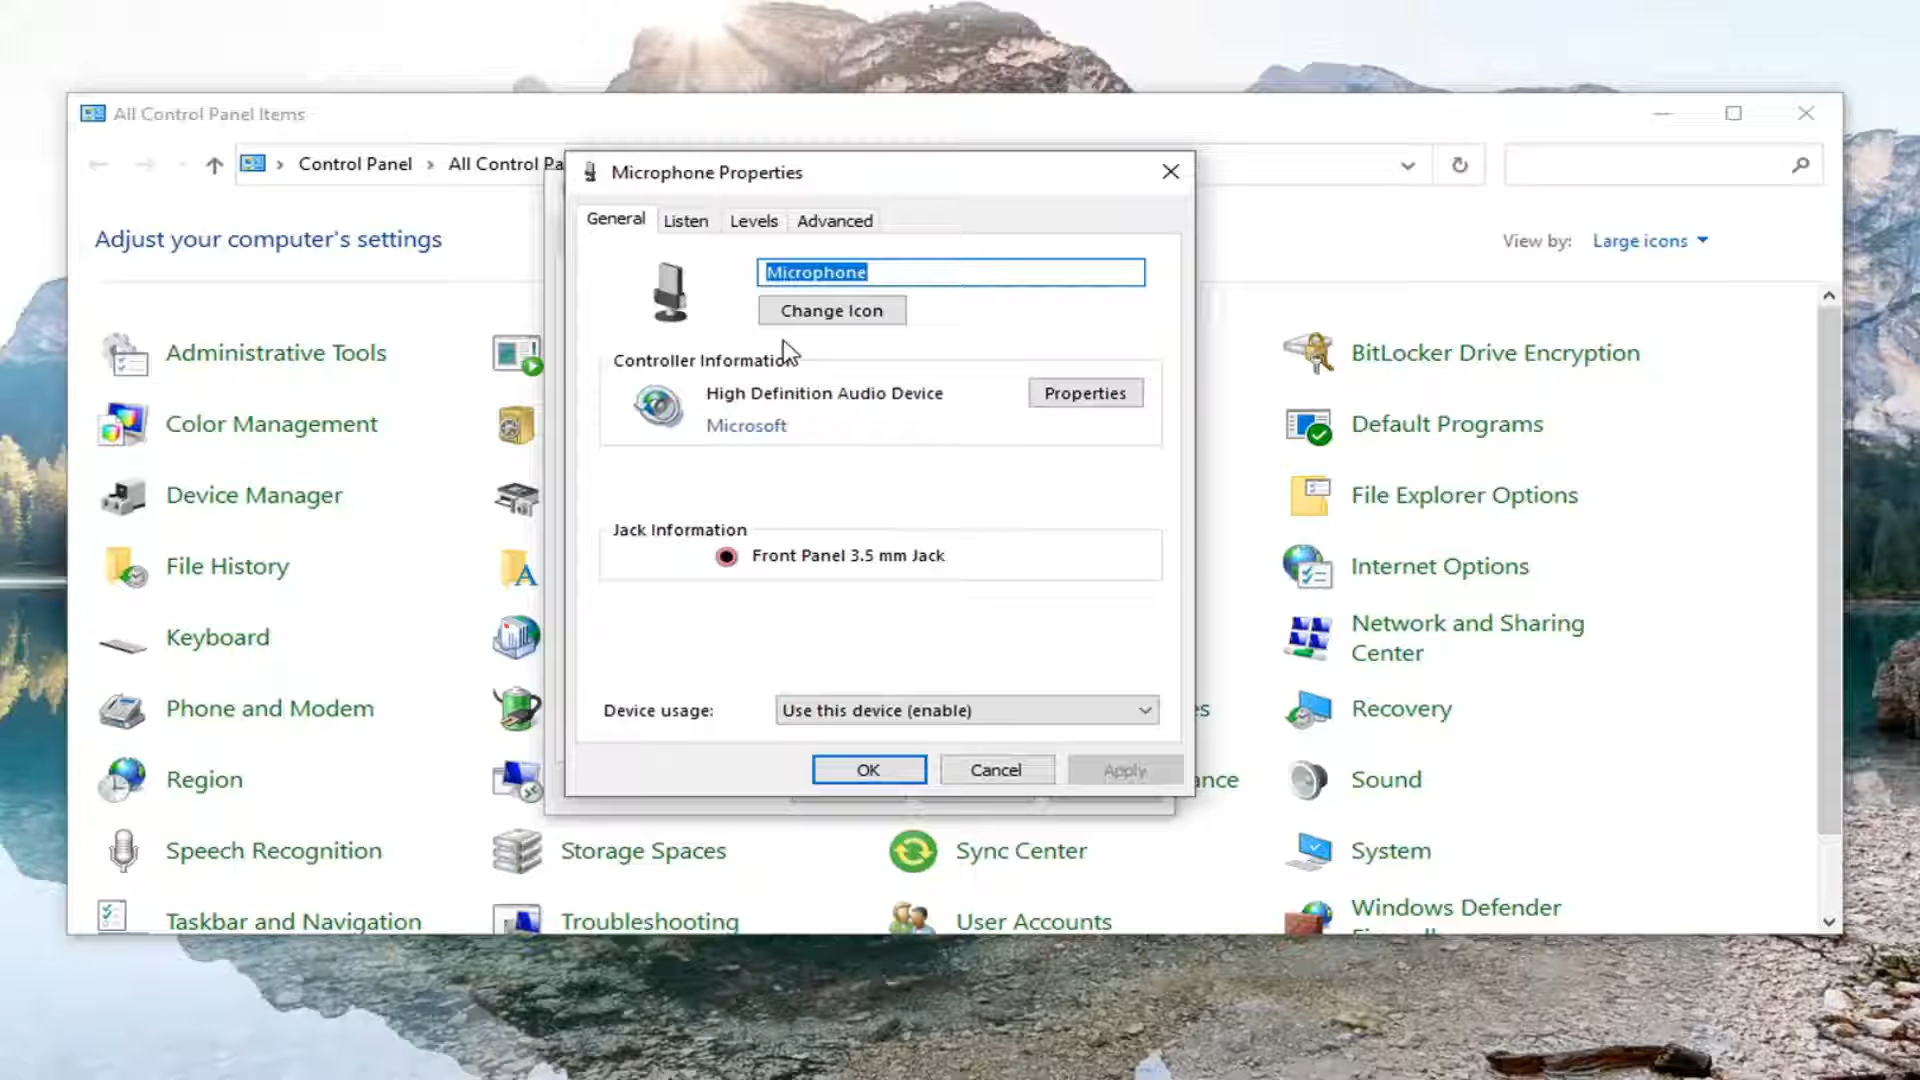 All Control Panel Items
Control Panel
All Control Pa
Adjust your computer's settings
View by: Large icons
Microphone Properties
General Listen Levels Advanced
Microphone
Change Icon
Controller Information
High Definition Audio Device
Properties
Microsoft
Jack Information
Front Panel 3.5 mm Jack
Device usage: Use this device (enable)
OK Cancel Apply
Administrative Tools
BitLocker Drive Encryption
Color Management
Default Programs
Device Manager
File Explorer Options
File History
Internet Options
Keyboard
Network and Sharing
Center
Phone and Modem
es
Recovery
Region
ance
Sound
Speech Recognition
Storage Spaces
Sync Center
System
Taskbar and Navigation
Troubleshooting
User Accounts
Windows Defender